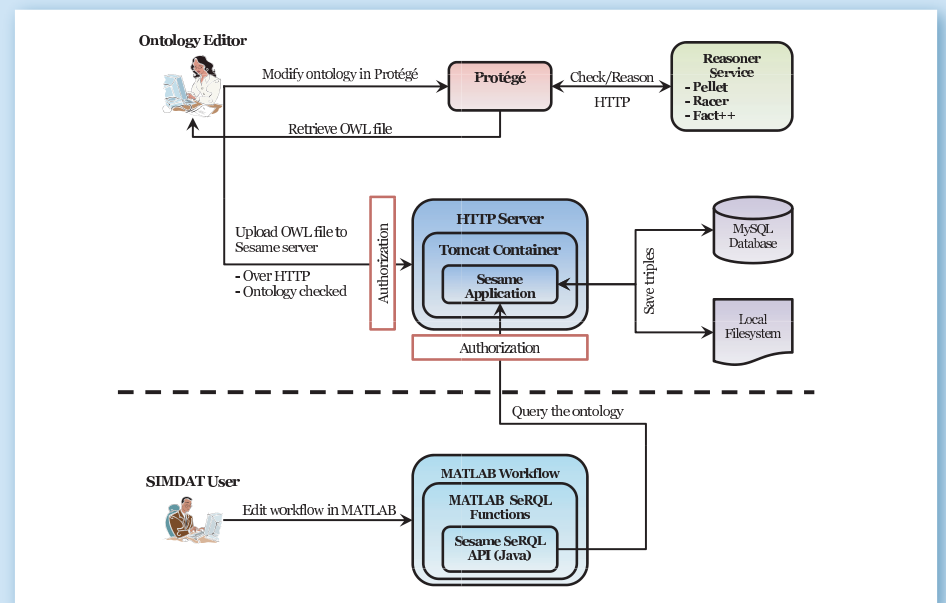 Ontology Editor
Modify ontology in Protégé
Protégé
Check/Reason
HTTP
Reasoner
Service
- Pellet
- Racer
- Fact++
Retrieve OWL file
Upload OWL file to
Sesame server
- Over HTTP
- Ontology checked
Authorization
HTTP Server
Tomcat Container
Sesame
Application
Save triples
MySQL
Database
Local
Filesystem
Authorization
Query the ontology
SIMDAT User
Edit workflow in MATLAB
MATLAB Workflow
MATLAB SeRQL
Functions
Sesame SeRQL
API (Java)